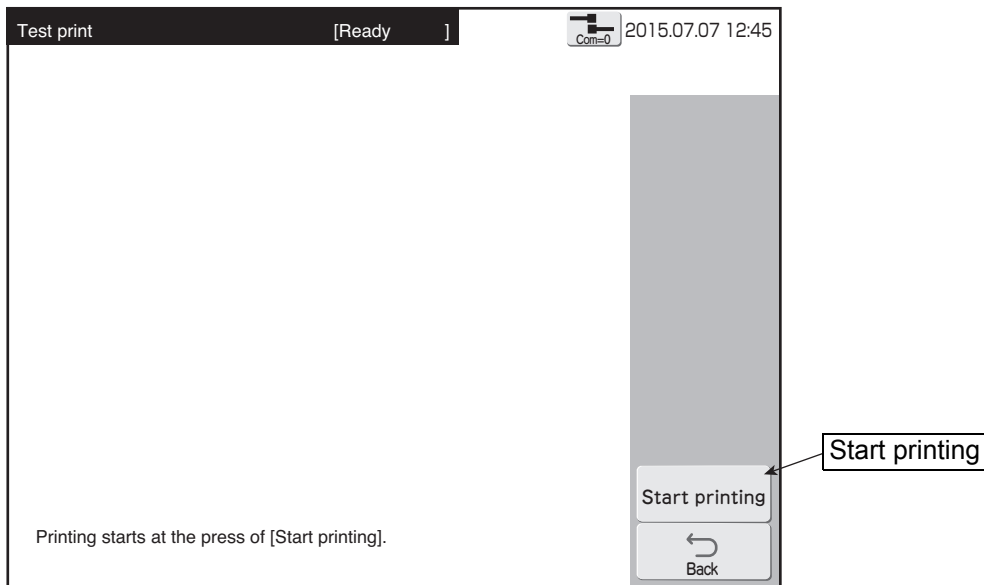 Test print [Ready ] Com=0 2015.07.07 12:45
Start printing
Start printing
Printing starts at the press of [Start printing].
Back